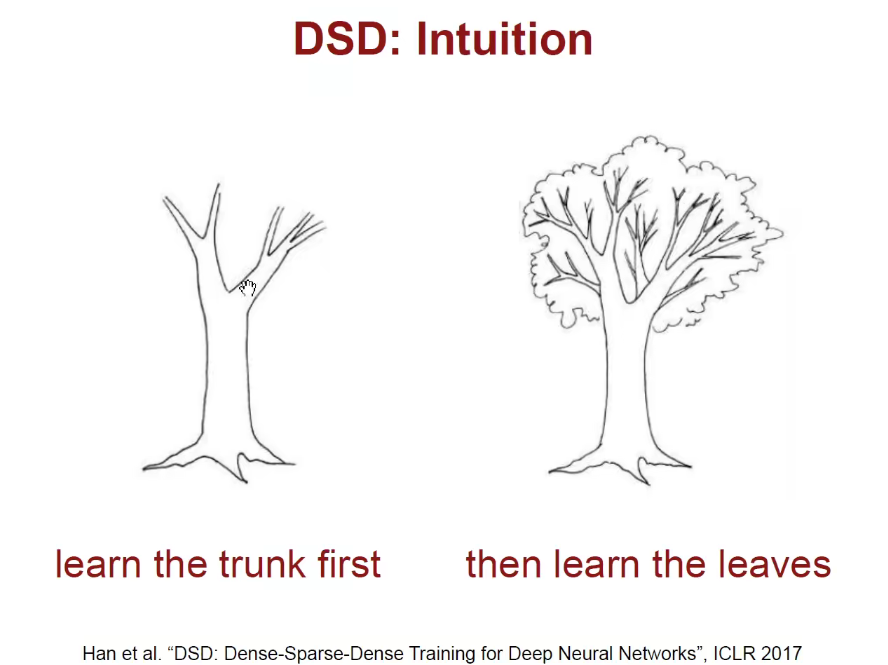 DSD: Intuition
learn the trunk first
then learn the leaves
Han et al. “DSD: Dense-Sparse-Dense Training for Deep Neural Networks”, ICLR 2017